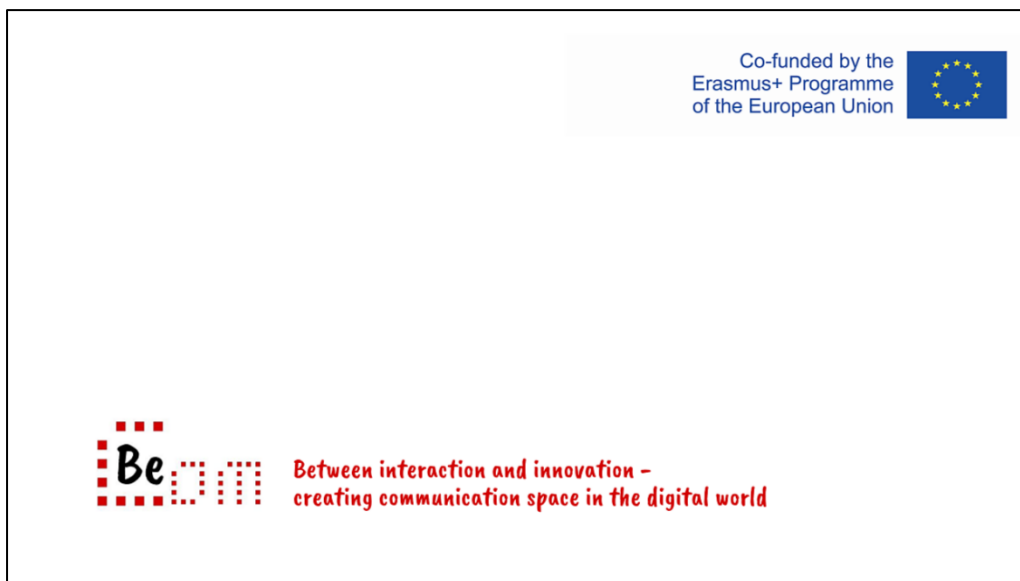 Co-funded by the
Erasmus+ Programme
of the European Union
Be
Between interaction and innovation –
creating communication space in the digital world